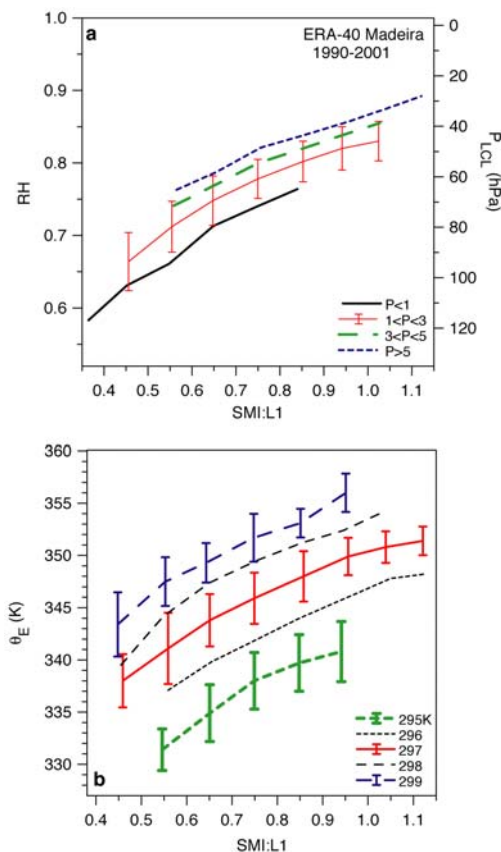 a
ERA-40 Madeira
1990-2001
1.0
0.9
0.8
0.7
0.6
RH
0
20
40
60
80
100
120
P_LCL (hPa)
P<1
1<P<3
3<P<5
P>5
0.4 0.5 0.6 0.7 0.8 0.9 1.0 1.1
SMI:L1
360
355
350
345
340
335
330
θ_E (K)
295K
296
297
298
299
b
0.4 0.5 0.6 0.7 0.8 0.9 1.0 1.1
SMI:L1